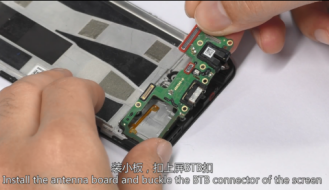 装小板，扣上屏BTB扣
Install the antenna board and buckle the BTB connector of the screen